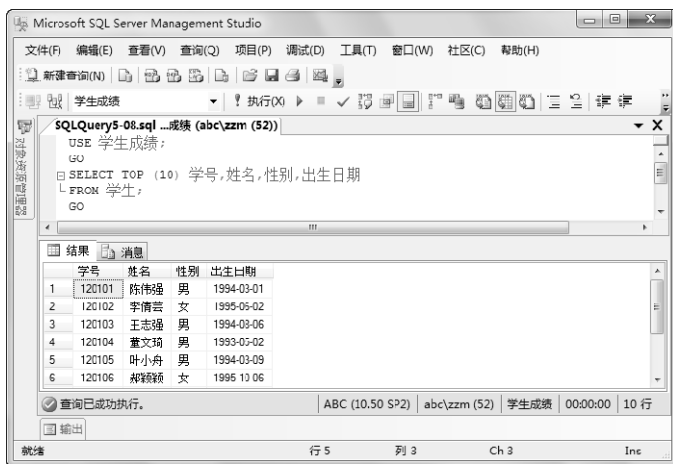 Microsoft SQL Server Management Studio
文件(F) 编辑(E) 查看(V) 查询(Q) 项目(P) 调试(D) 工具(T) 窗口(W) 社区(C) 帮助(H)
新建查询(N)
学生成绩 执行(X)
对象资源管理器
SQLQuery5-08.sql ...成绩 (abc\zzm (52))
USE 学生成绩;
GO
SELECT TOP (10) 学号,姓名,性别,出生日期
FROM 学生;
GO
结果 消息
学号 姓名 性别 出生日期
1 120101 陈伟强 男 1994-03-01
2 120102 李倩芸 女 1995-06-02
3 120103 王志强 男 1994-03-06
4 120104 董文琦 男 1993-05-02
5 120105 叶小舟 男 1994-03-09
6 120106 郑颖颖 女 1995 10 06
查询已成功执行。 ABC (10.50 SP2) abc\zzm (52) 学生成绩 00:00:00 10 行
输出
就绪 行 5 列 3 Ch 3 Ins